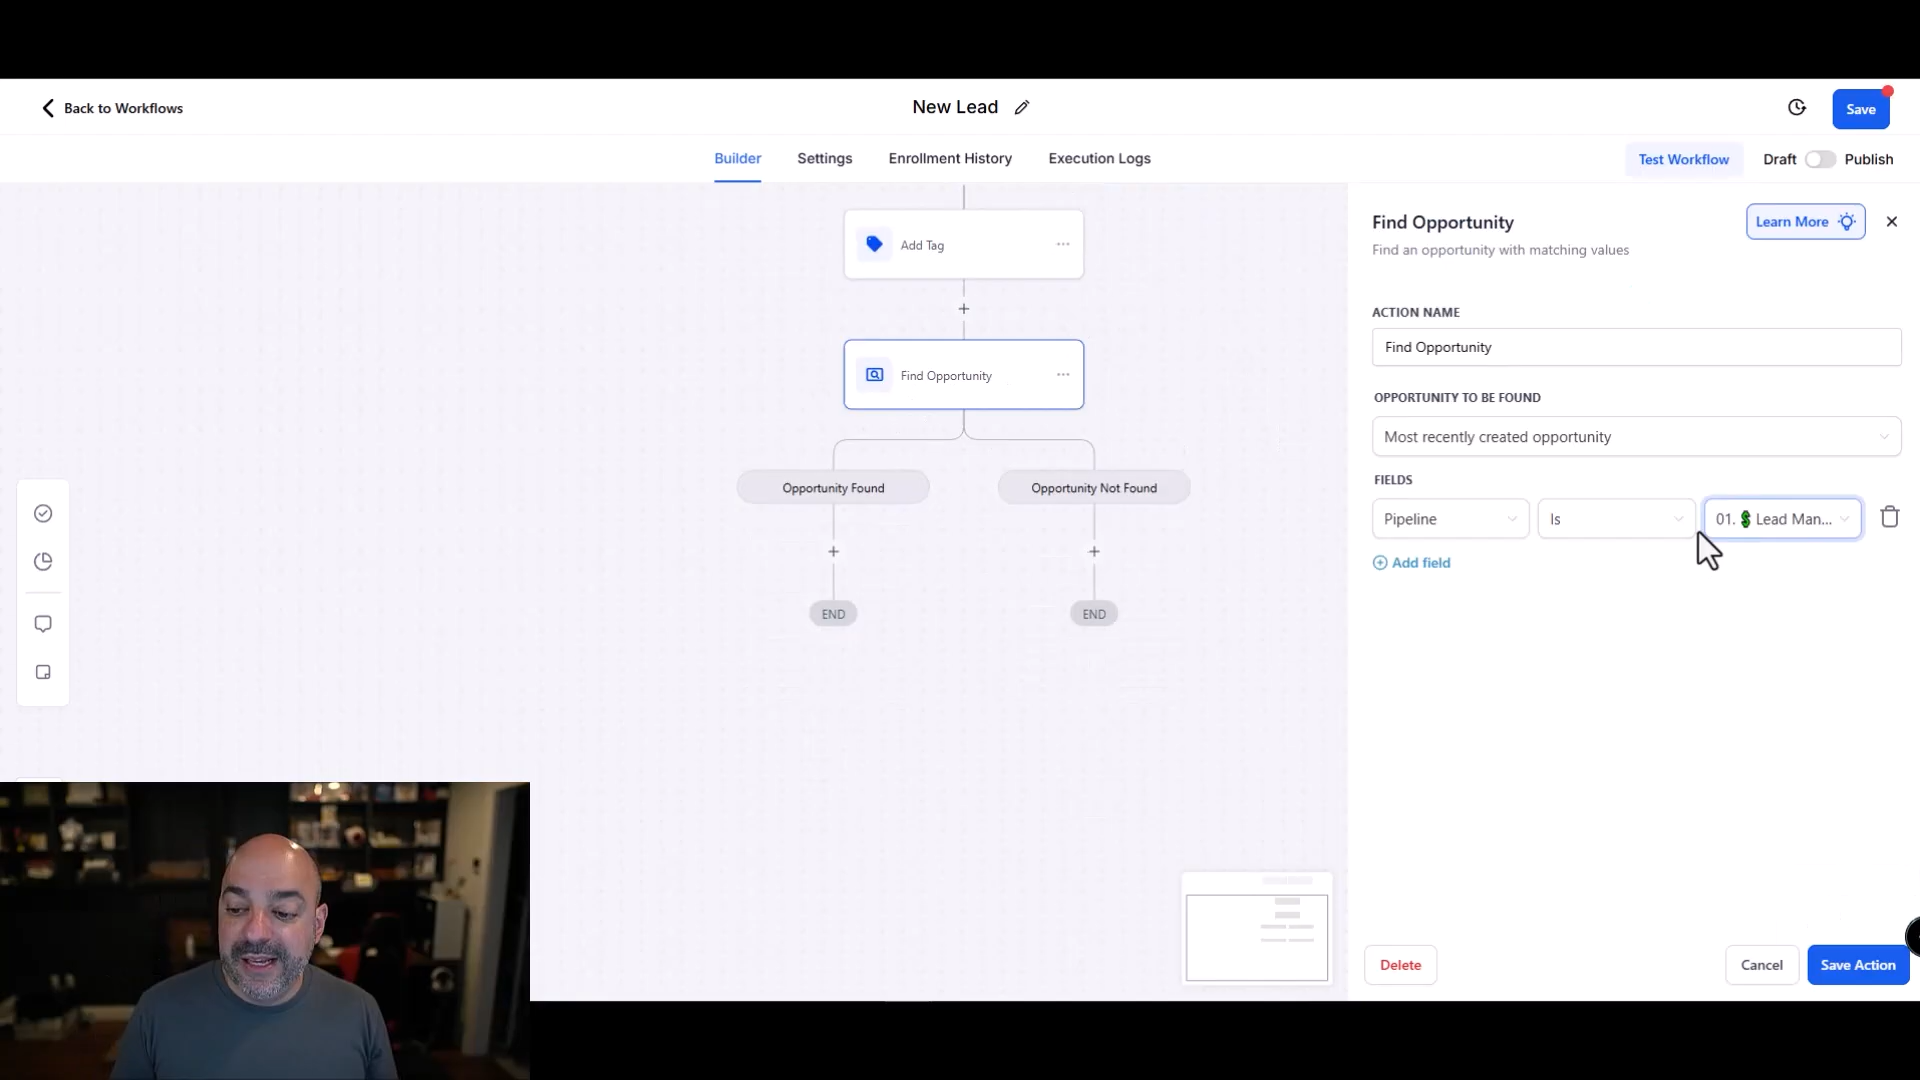 Back to Workflows
New Lead
Save
Builder
Settings
Enrollment History
Execution Logs
Test Workflow
Draft
Publish
Add Tag
Find Opportunity
Opportunity Found
Opportunity Not Found
END
END
Find Opportunity
Learn More
Find an opportunity with matching values
ACTION NAME
Find Opportunity
OPPORTUNITY TO BE FOUND
Most recently created opportunity
FIELDS
Pipeline
Is
01. 💲 Lead Man...
Add field
Delete
Cancel
Save Action